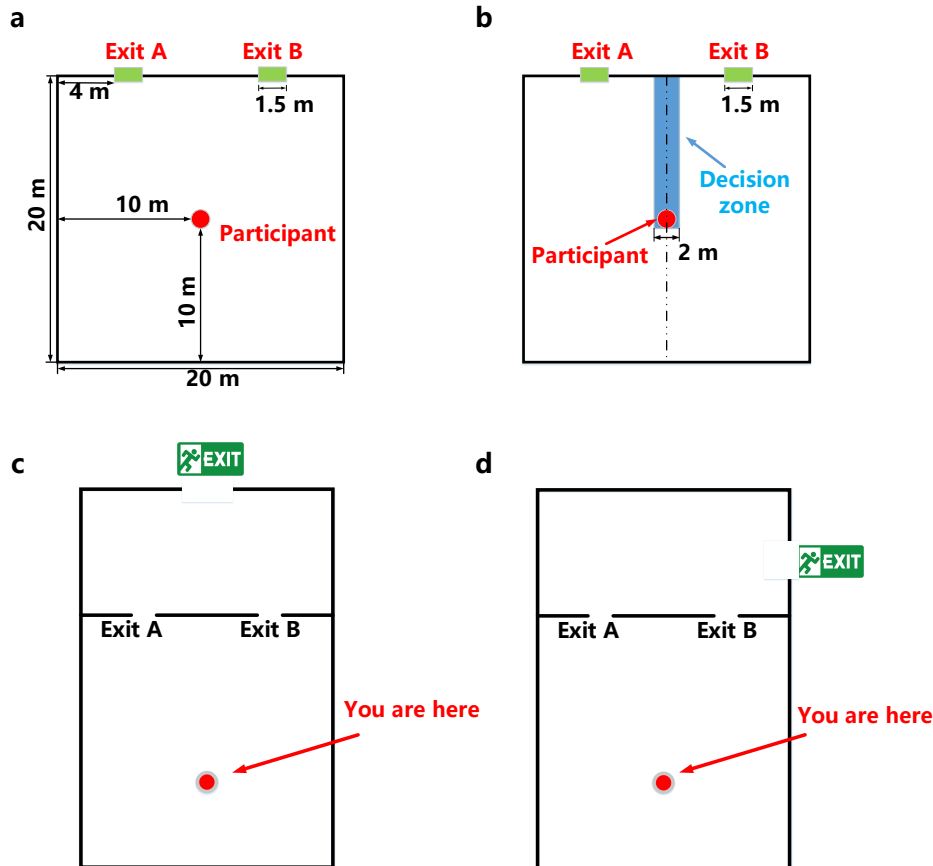 a
Exit A
Exit B
4 m
1.5 m
20 m
10 m
Participant
10 m
20 m
b
Exit A
Exit B
1.5 m
Decision
zone
Participant
2 m
c
EXIT
Exit A
Exit B
You are here
d
EXIT
Exit A
Exit B
You are here